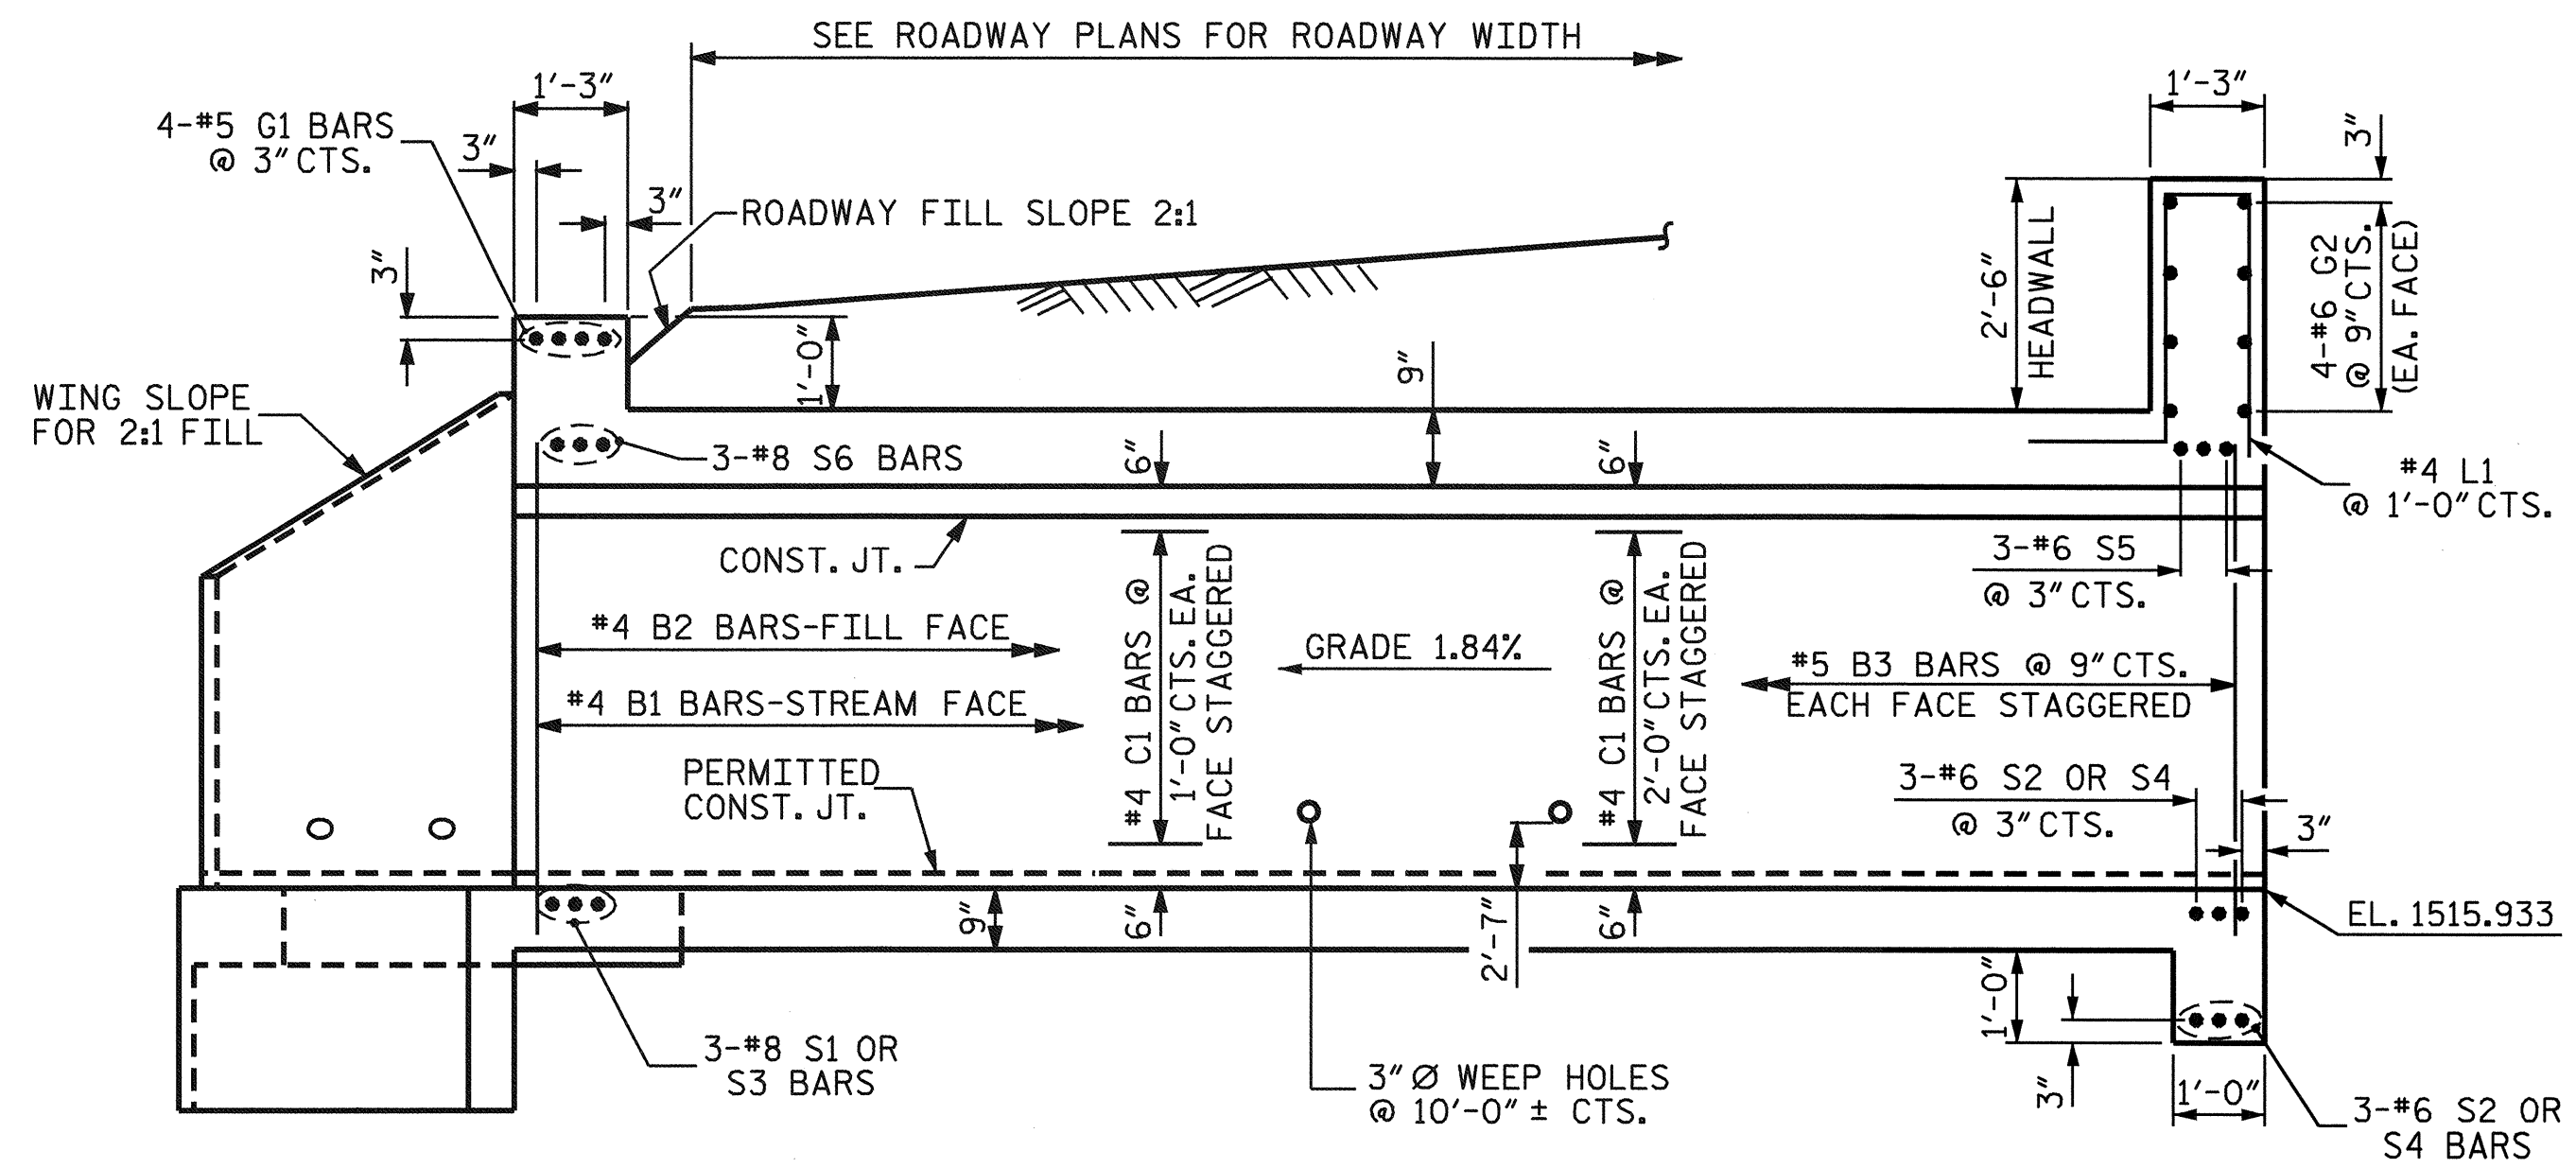 SEE ROADWAY PLANS FOR ROADWAY WIDTH
1'-3"
1'-3"
4-#5 G1 BARS
@ 3" CTS.
3"
3"
3"
3"
ROADWAY FILL SLOPE 2:1
2'-6"
HEADWALL
4-#6 G2
@ 9" CTS.
(EA. FACE)
1'-0"
9"
WING SLOPE
FOR 2:1 FILL
3-#8 S6 BARS
6"
6"
#4 L1
@ 1'-0" CTS.
CONST. JT.
3-#6 S5
@ 3" CTS.
#4 B2 BARS-FILL FACE
#4 B1 BARS-STREAM FACE
#4 C1 BARS @
1'-0" CTS. EA.
FACE STAGGERED
GRADE 1.84%
#4 C1 BARS @
2'-0" CTS. EA.
FACE STAGGERED
#5 B3 BARS @ 9" CTS.
EACH FACE STAGGERED
PERMITTED
CONST. JT.
3-#6 S2 OR S4
@ 3" CTS.
3"
9"
6"
2'-7"
6"
EL. 1515.933
1'-0"
3"
1'-0"
3-#8 S1 OR
S3 BARS
3" Ø WEEP HOLES
@ 10'-0" ± CTS.
3-#6 S2 OR
S4 BARS